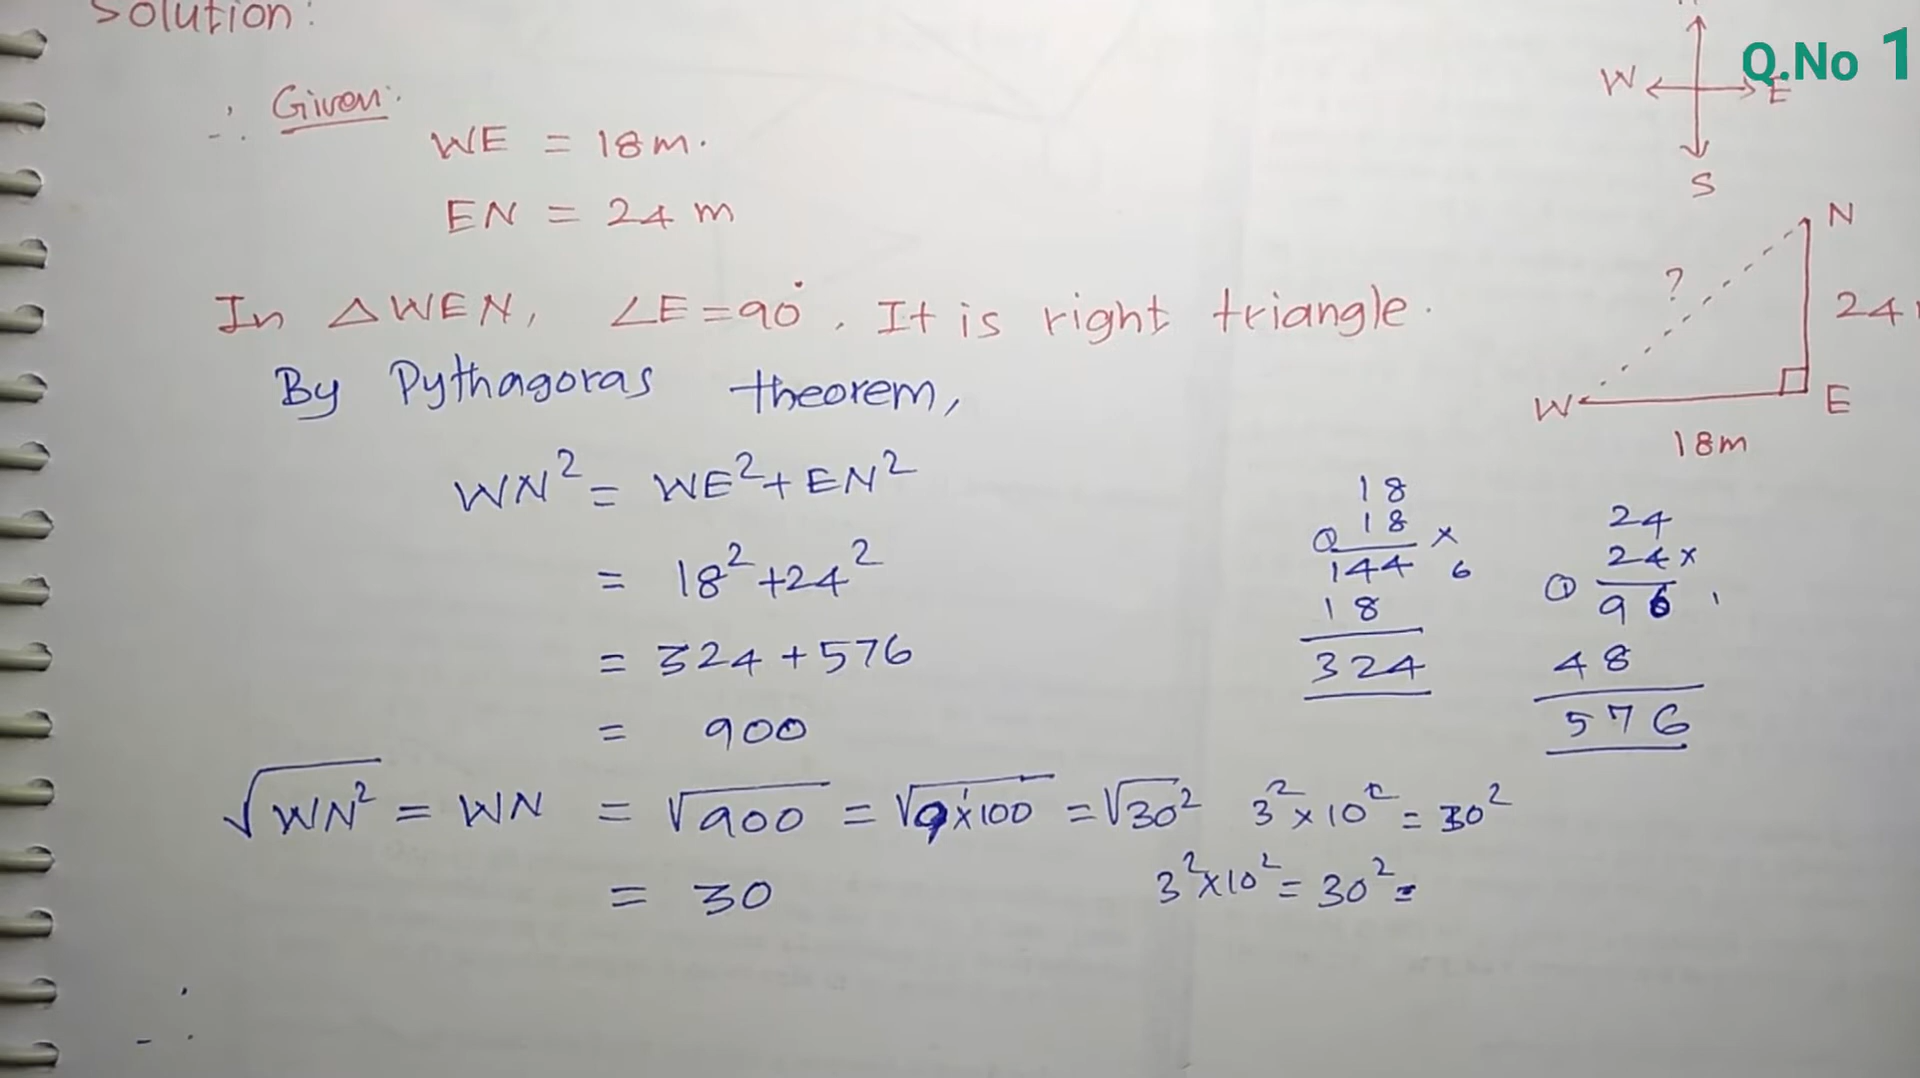 Solution:
Q.No 1
W E
S
∴ Given:
WE = 18m.
EN = 24 m
In △WEN, ∠E=90°. It is right triangle.
By Pythagoras theorem,
WN² = WE²+EN²
= 18²+24²
= 324+576
= 900
√WN² = WN = √900 = √9×100 = √30² 3²×10² = 30²
= 30
3²×10² = 30² =
N
?
24
W E
18m
18
18 ×
144 6
18
324
24
24×
1 96
48
576